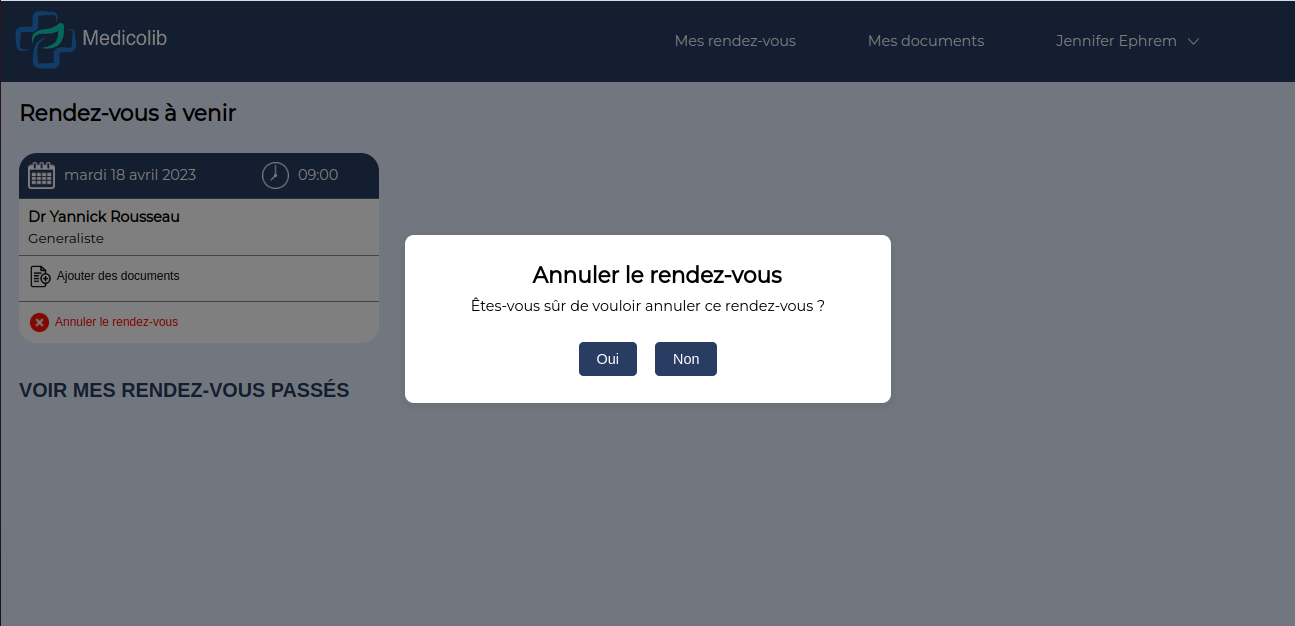 Medicolib
Mes rendez-vous
Mes documents
Jennifer Ephrem
Rendez-vous à venir
mardi 18 avril 2023
09:00
Dr Yannick Rousseau
Generaliste
Ajouter des documents
Annuler le rendez-vous
VOIR MES RENDEZ-VOUS PASSÉS
Annuler le rendez-vous
Êtes-vous sûr de vouloir annuler ce rendez-vous ?
Oui
Non